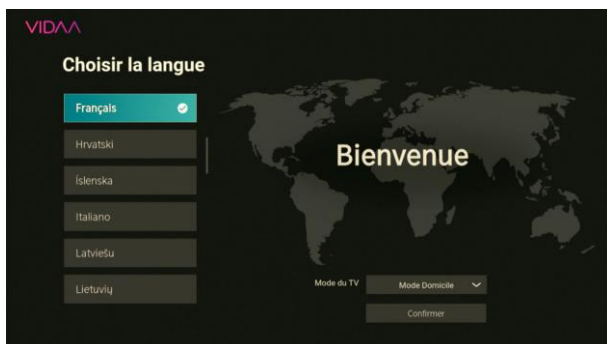 VIDAA
Choisir la langue
Français
Hrvatski
Íslenska
Italiano
Latviešu
Lietuvių
Bienvenue
Mode du TV
Mode Domicile
Confirmer